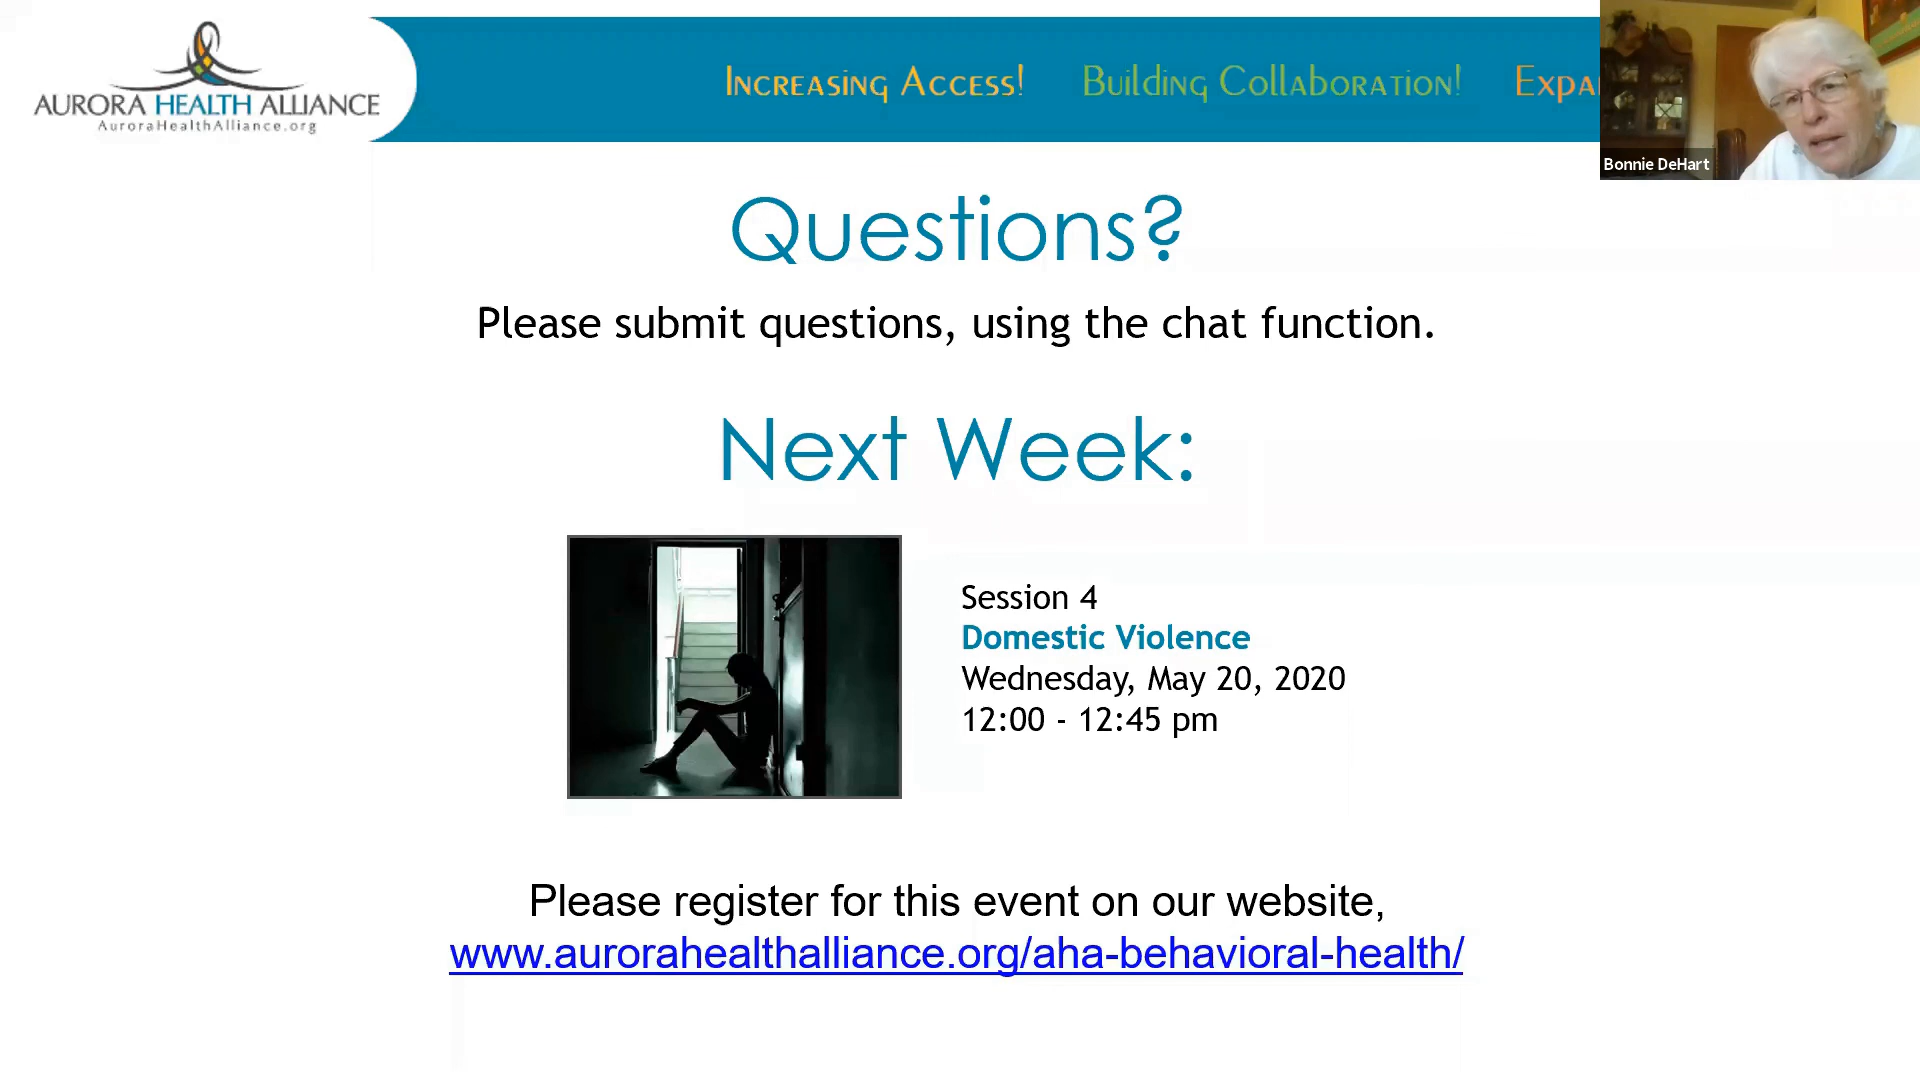 AURORA HEALTH ALLIANCE
AuroraHealthAlliance.org
Increasing Access!
Building Collaboration!
Bonnie DeHart
Questions?
Please submit questions, using the chat function.
Next Week:
Session 4
Domestic Violence
Wednesday, May 20, 2020
12:00 - 12:45 pm
Please register for this event on our website,
www.aurorahealthalliance.org/aha-behavioral-health/